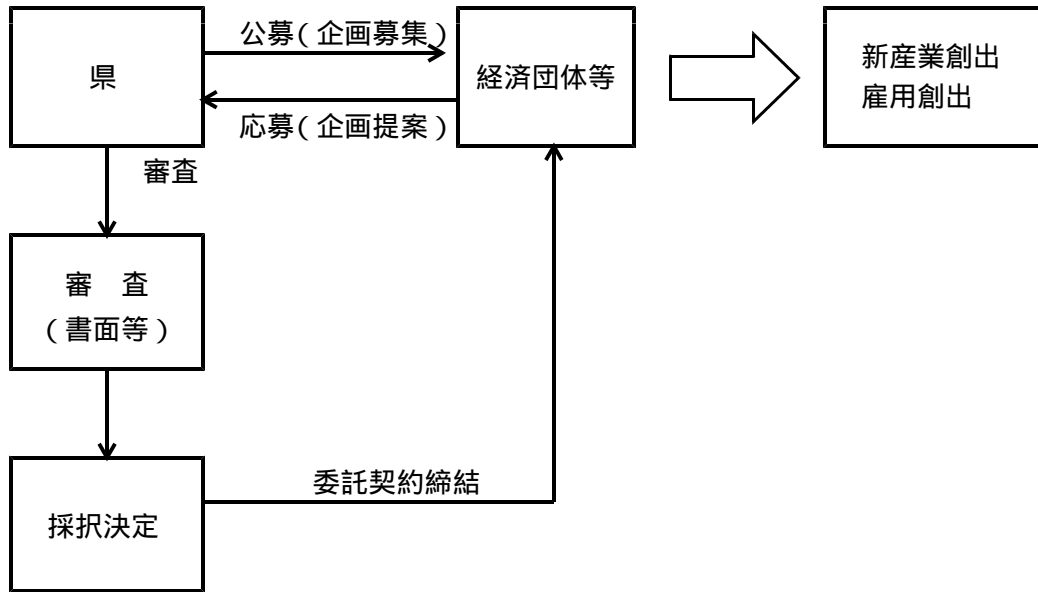 公募(企画募集)
県
経済団体等
新産業創出
雇用創出
応募(企画提案)
審査
審　査
(書面等)
委託契約締結
採択決定